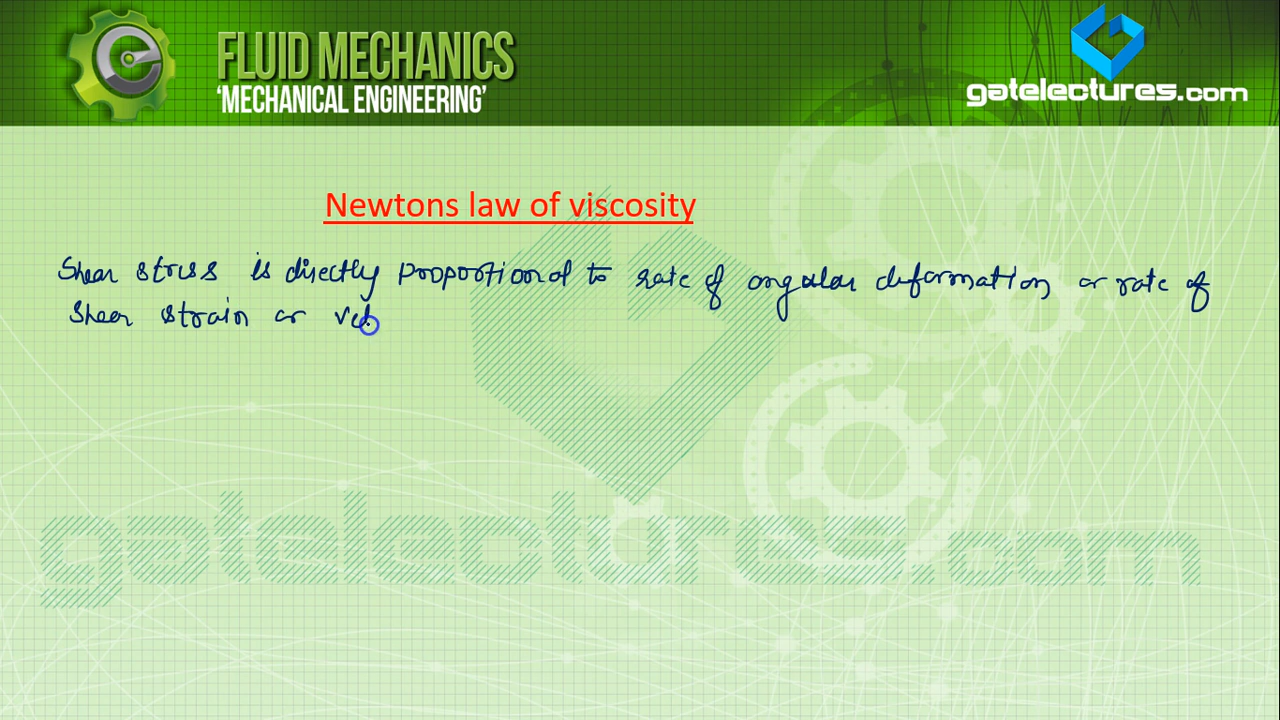 FLUID MECHANICS
'MECHANICAL ENGINEERING'
gatelectures.com
Newtons law of viscosity
Shear stress is directly proportional to rate of angular deformation or rate of
Shear strain or vel
gatelectures.com